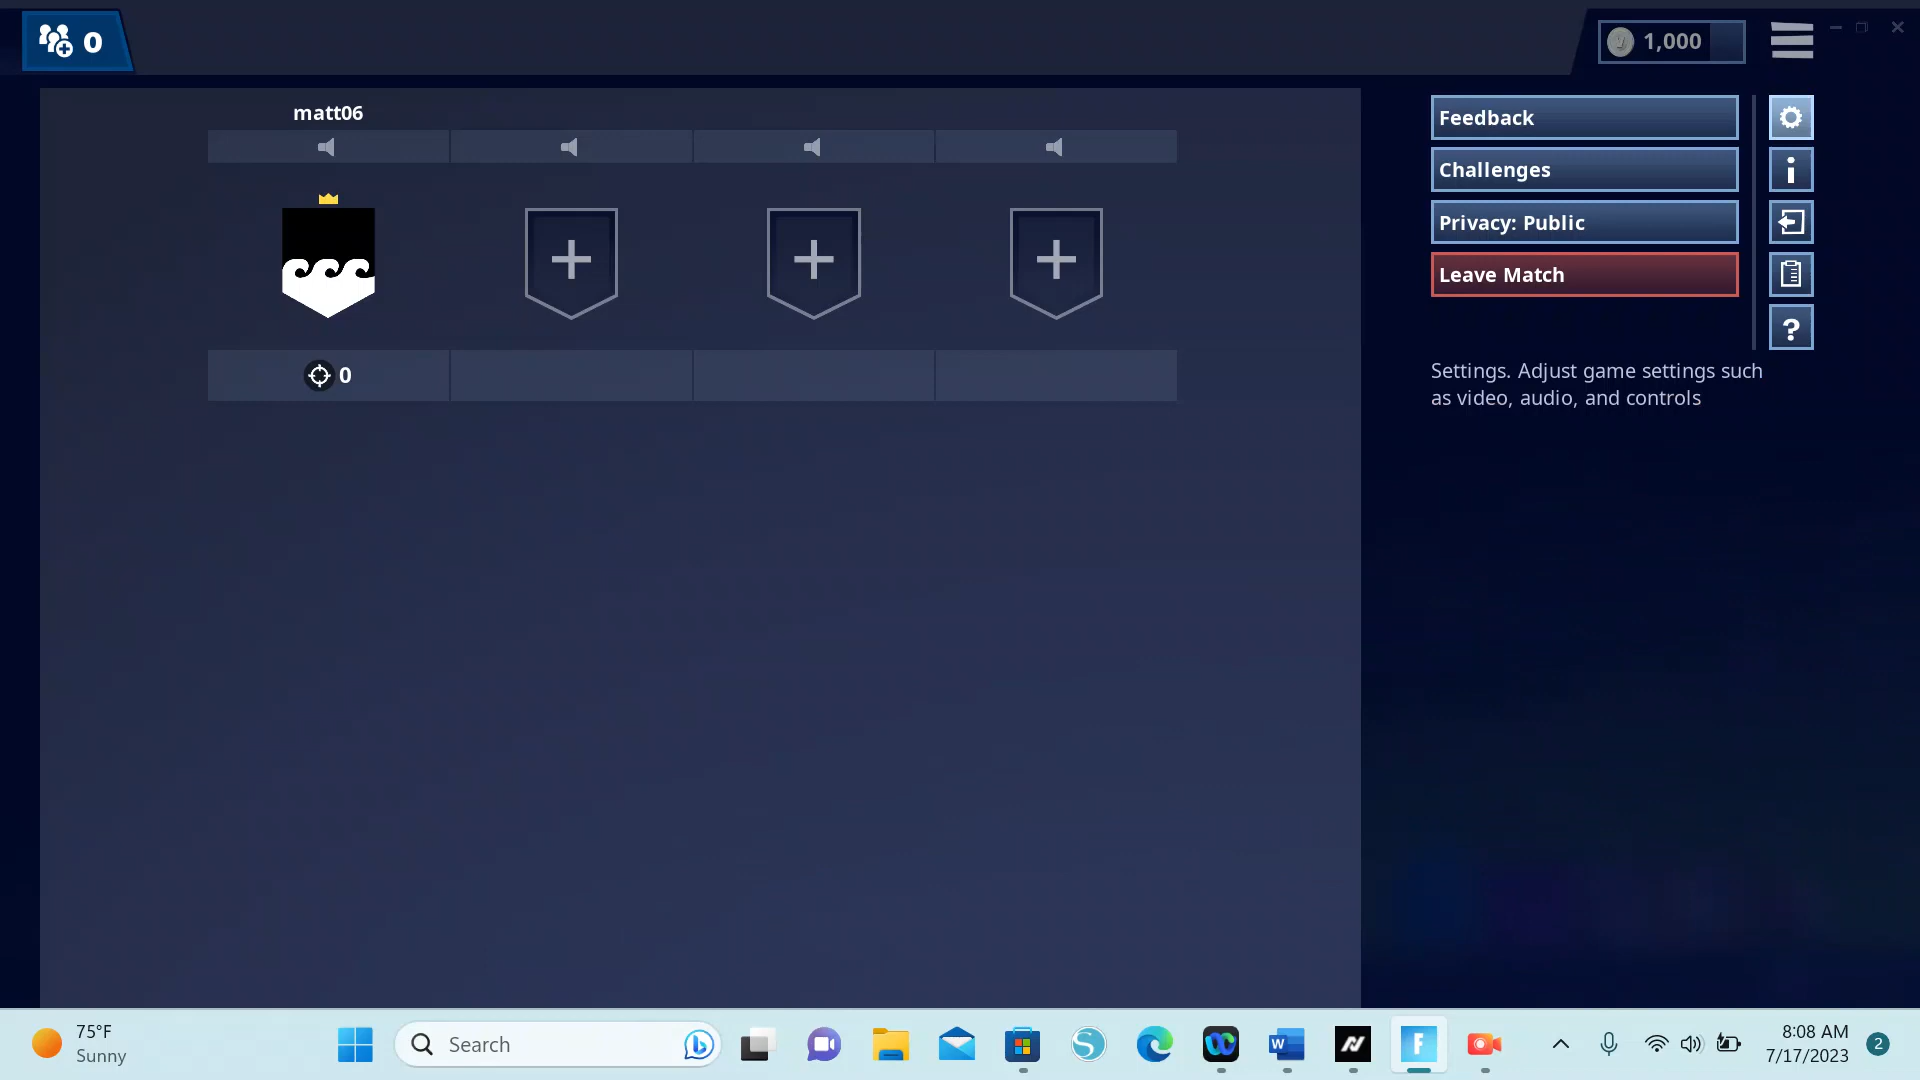 0
1,000
matt06
Feedback
Challenges
Privacy: Public
Leave Match
0
Settings. Adjust game settings such
as video, audio, and controls
75°F
Sunny
Search
8:08 AM
7/17/2023
2